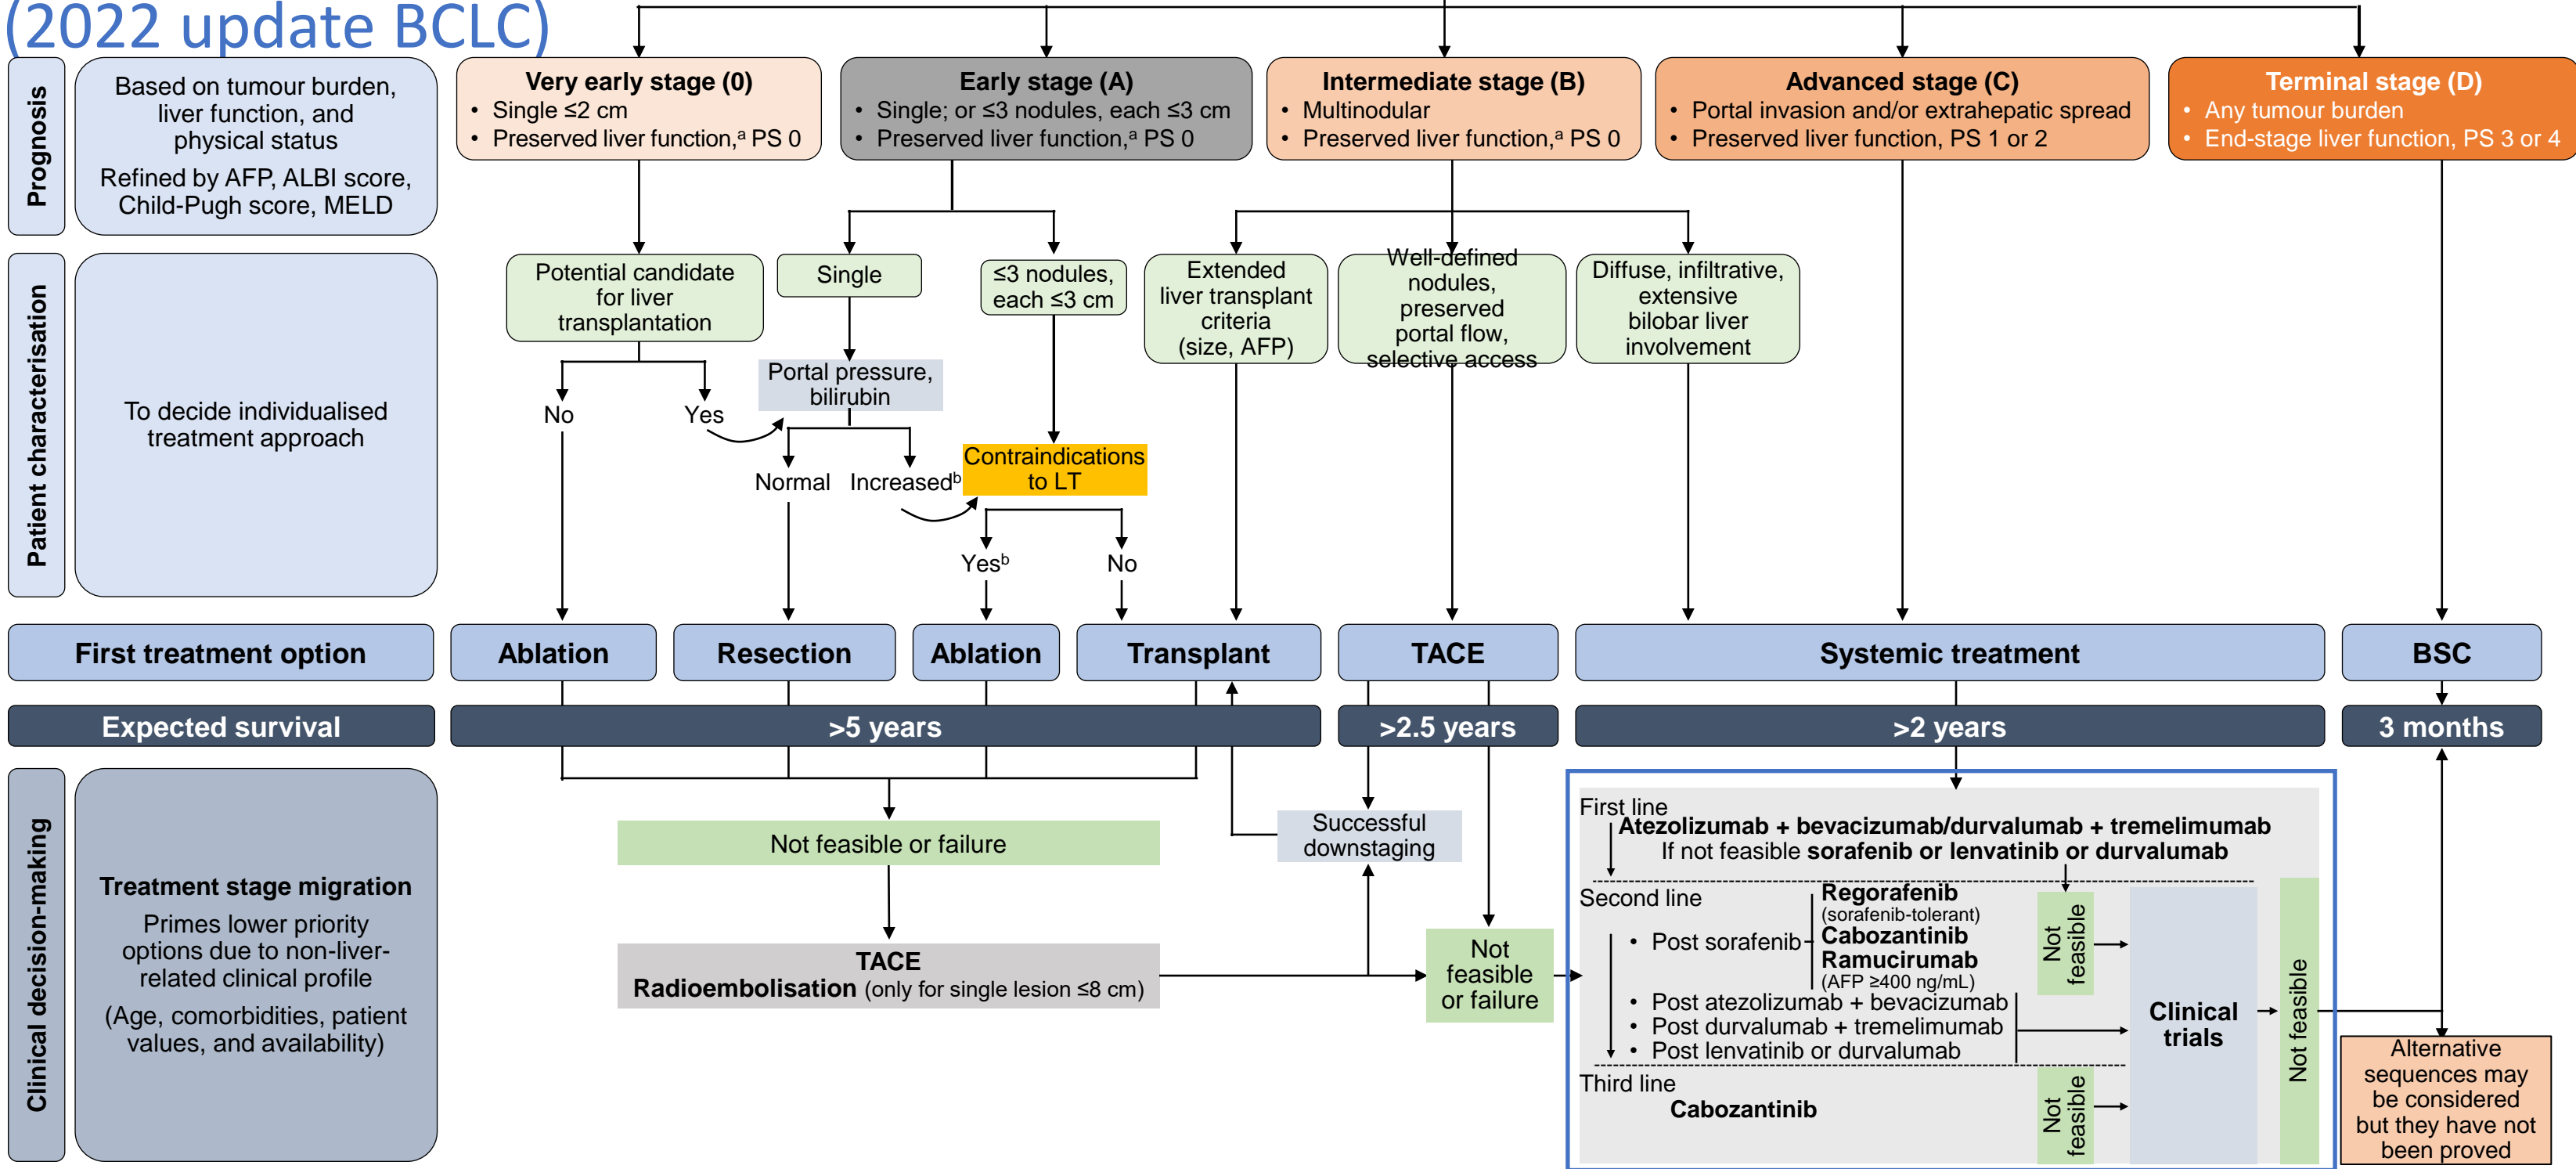 (2022 update BCLC)
Prognosis
Based on tumour burden,
liver function, and
physical status
Refined by AFP, ALBI score,
Child-Pugh score, MELD
Very early stage (0)
• Single ≤2 cm
• Preserved liver function,ᵃ PS 0
Early stage (A)
• Single; or ≤3 nodules, each ≤3 cm
• Preserved liver function,ᵃ PS 0
Intermediate stage (B)
• Multinodular
• Preserved liver function,ᵃ PS 0
Advanced stage (C)
• Portal invasion and/or extrahepatic spread
• Preserved liver function, PS 1 or 2
Terminal stage (D)
• Any tumour burden
• End-stage liver function, PS 3 or 4
Patient characterisation
To decide individualised
treatment approach
Potential candidate
for liver
transplantation
No
Yes
Single
Portal pressure,
bilirubin
Normal
Increasedᵇ
≤3 nodules,
each ≤3 cm
Contraindications
to LT
Yesᵇ
No
Extended
liver transplant
criteria
(size, AFP)
Well-defined
nodules,
preserved
portal flow,
selective access
Diffuse, infiltrative,
extensive
bilobar liver
involvement
First treatment option
Ablation
Resection
Ablation
Transplant
TACE
Systemic treatment
BSC
Expected survival
>5 years
>2.5 years
>2 years
3 months
Clinical decision-making
Treatment stage migration
Primes lower priority
options due to non-liver-
related clinical profile
(Age, comorbidities, patient
values, and availability)
Not feasible or failure
TACE
Radioembolisation (only for single lesion ≤8 cm)
Successful
downstaging
Not
feasible
or failure
First line
Atezolizumab + bevacizumab/durvalumab + tremelimumab
If not feasible sorafenib or lenvatinib or durvalumab
Second line
• Post sorafenib
Regorafenib
(sorafenib-tolerant)
Cabozantinib
Ramucirumab
(AFP ≥400 ng/mL)
• Post atezolizumab + bevacizumab
• Post durvalumab + tremelimumab
• Post lenvatinib or durvalumab
Not
feasible
Third line
Cabozantinib
Not
feasible
Clinical
trials
Not feasible
Alternative
sequences may
be considered
but they have not
been proved